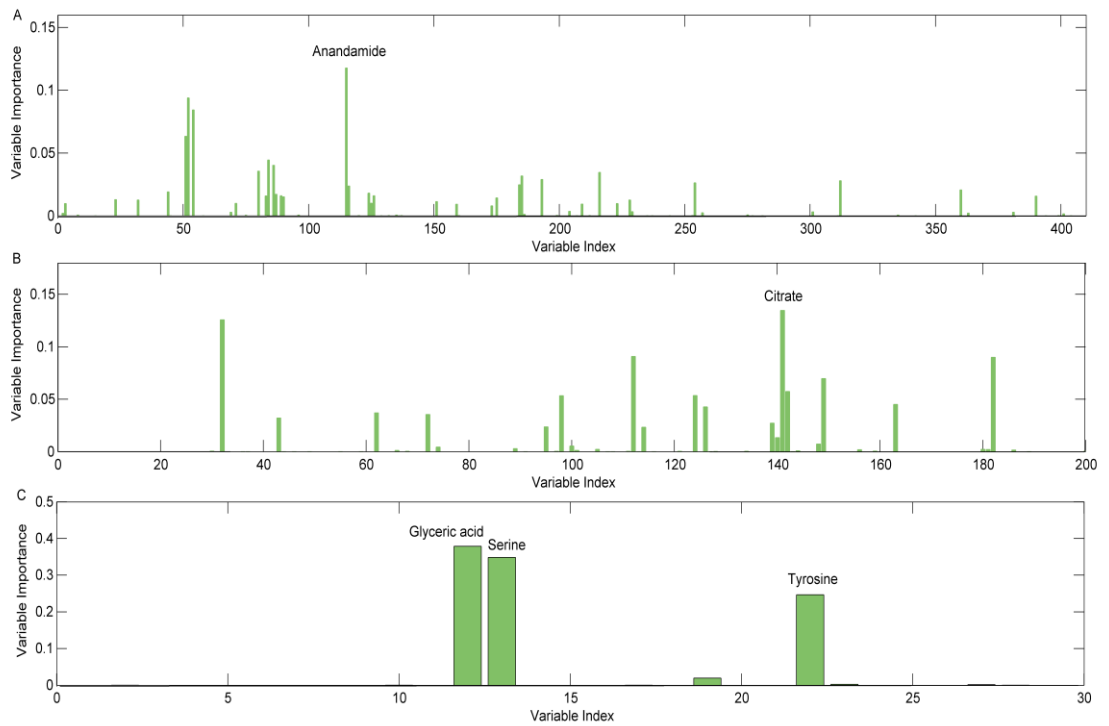 A
0.15
0.1
0.05
0
Variable Importance
Anandamide
0 50 100 150 200 250 300 350 400
Variable Index
B
0.15
0.1
0.05
0
Variable Importance
Citrate
0 20 40 60 80 100 120 140 160 180 200
Variable Index
C
0.5
0.4
0.3
0.2
0.1
0
Variable Importance
Glyceric acid
Serine
Tyrosine
0 5 10 15 20 25 30
Variable Index